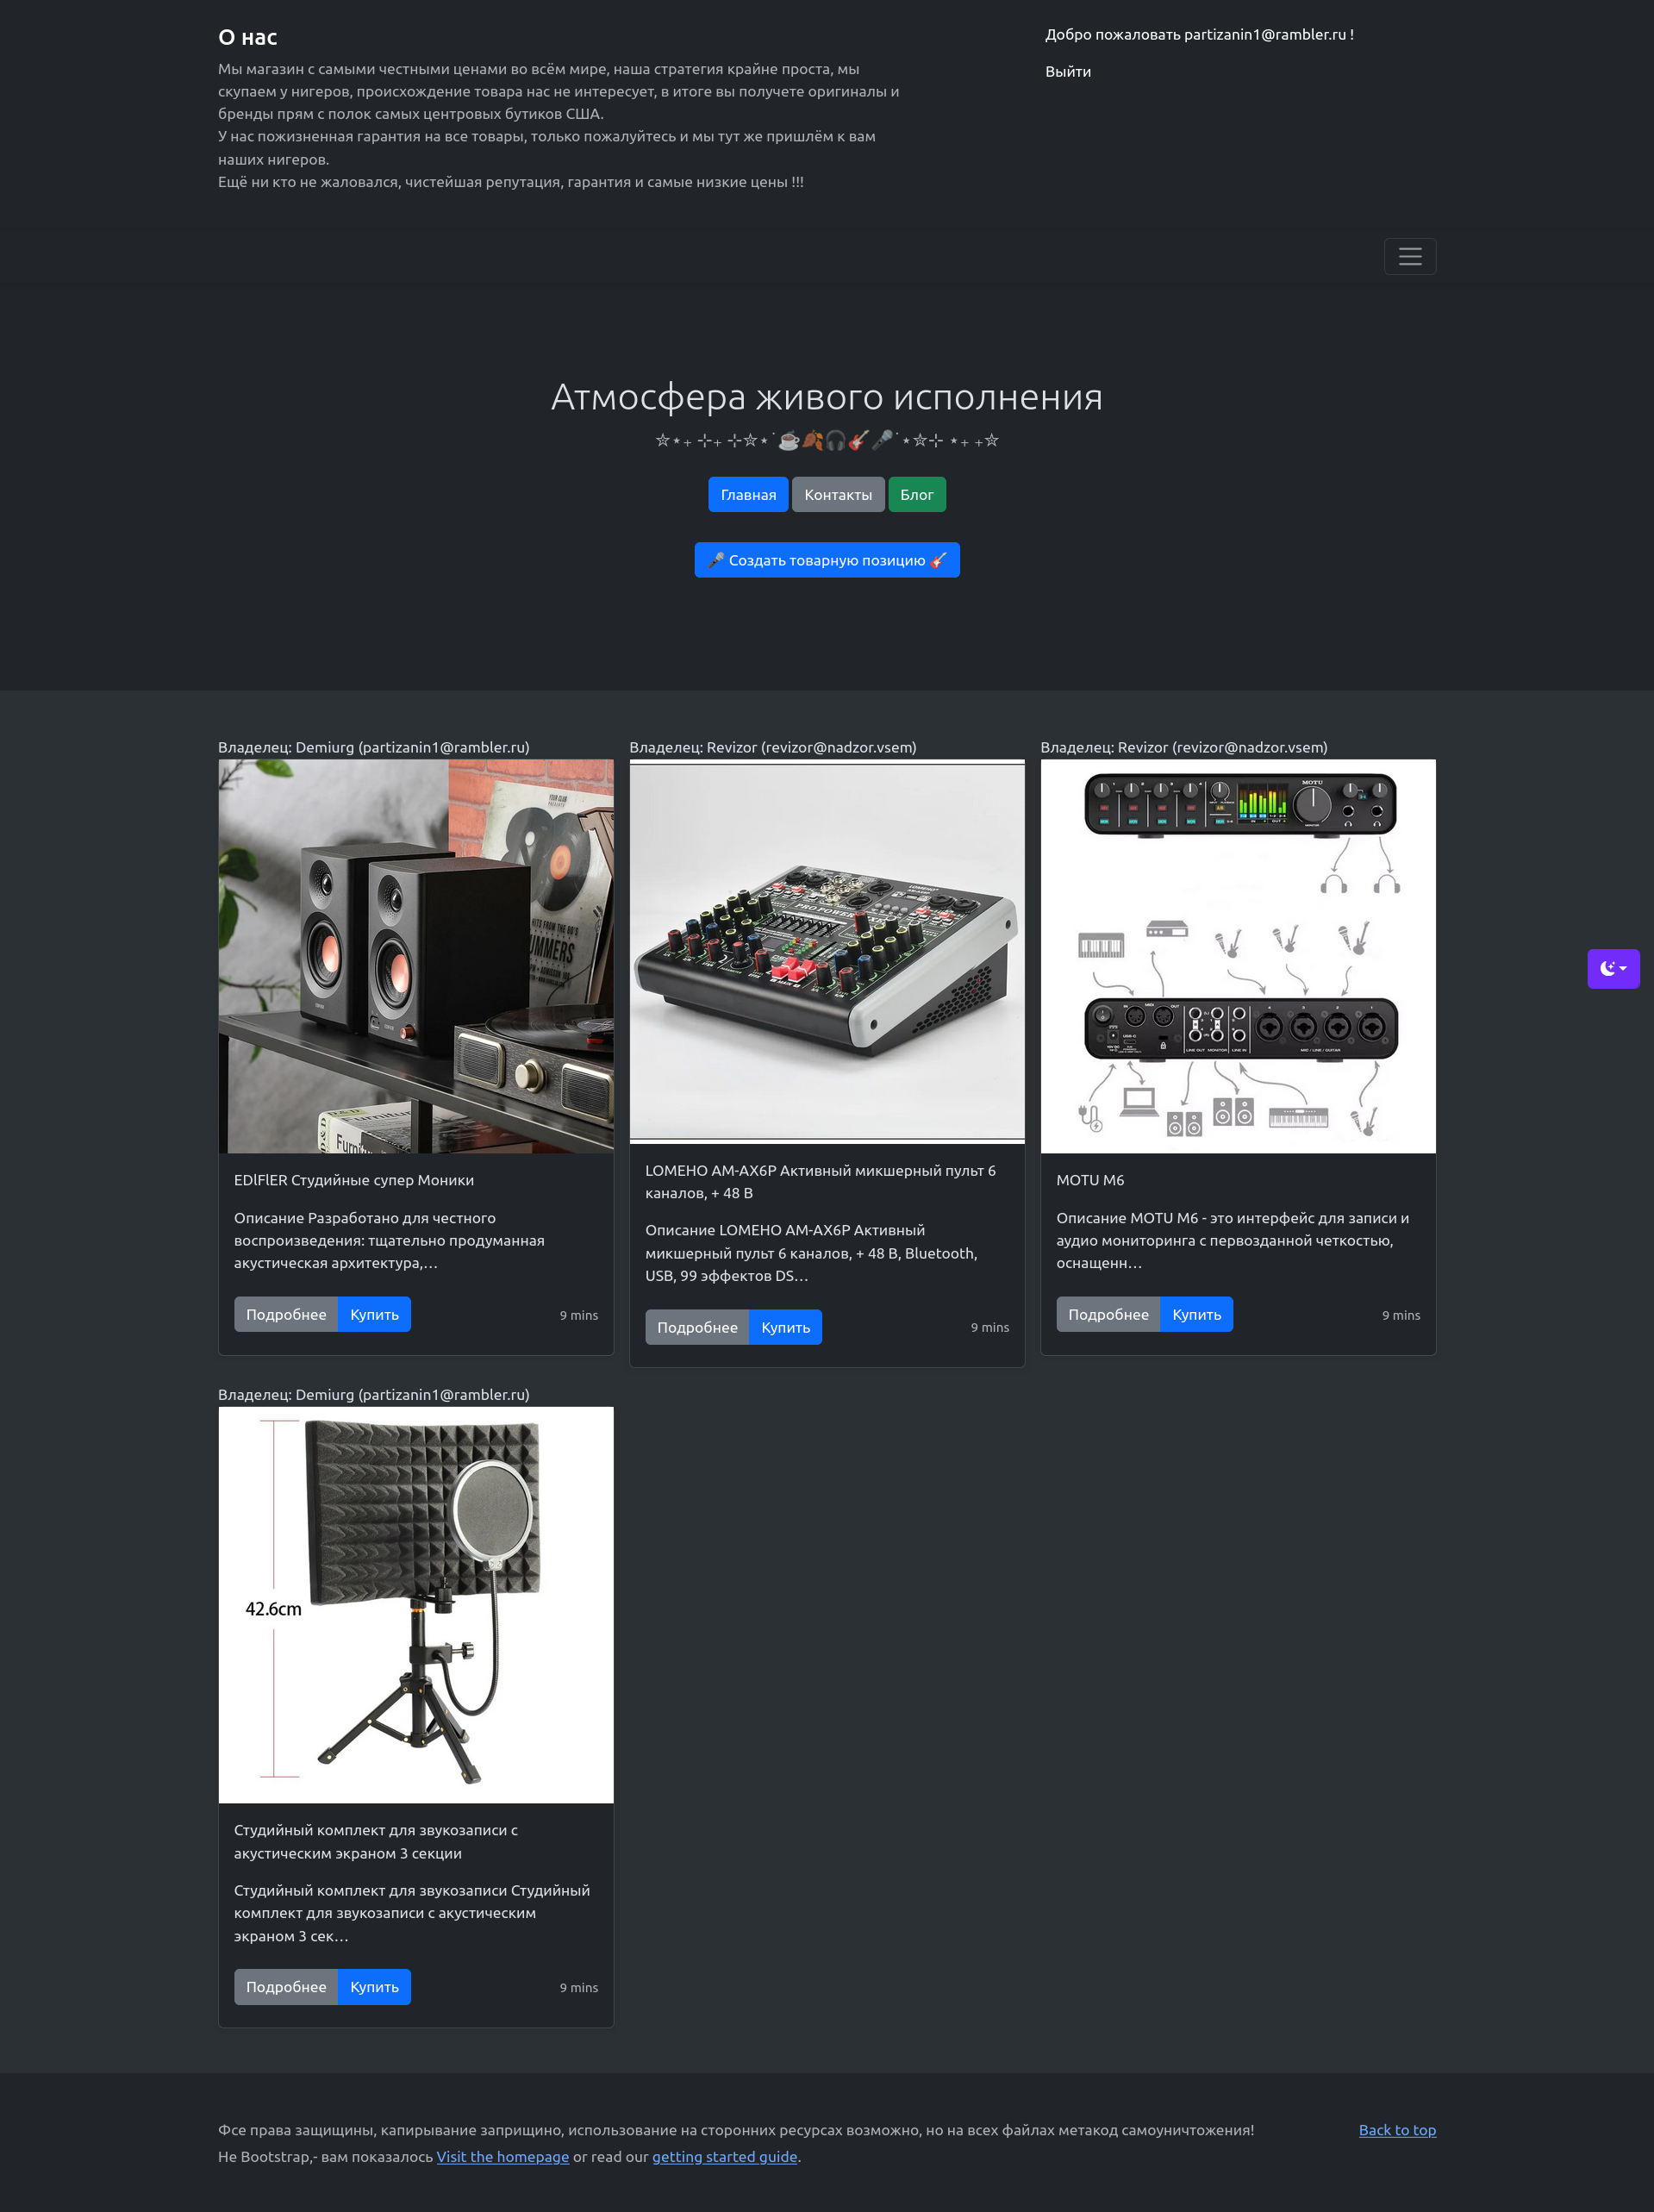 О нас
Добро пожаловать partizanin1@rambler.ru !
Мы магазин с самыми честными ценами во всём мире, наша стратегия крайне проста, мы
скупаем у нигеров, происхождение товара нас не интересует, в итоге вы получете оригиналы и
бренды прям с полок самых центровых бутиков США.
У нас пожизненная гарантия на все товары, только пожалуйтесь и мы тут же пришлём к вам
наших нигеров.
Ещё ни кто не жаловался, чистейшая репутация, гарантия и самые низкие цены !!!
Выйти
Атмосфера живого исполнения
✮⋆₊ ⊹₊ ⊹✮⋆˙☕🍂🎧🎸🎤˙⋆✮⊹ ⋆₊ ₊✮
Главная Контакты Блог
🎤 Создать товарную позицию 🎸
Владелец: Demiurg (partizanin1@rambler.ru)
EDlFlER Студийные супер Моники
Описание Разработано для честного
воспроизведения: тщательно продуманная
акустическая архитектура,…
Подробнее Купить 9 mins
Владелец: Revizor (revizor@nadzor.vsem)
LOMEHO
PRO POWER
LOMEHO AM-AX6P Активный микшерный пульт 6
каналов, + 48 В
Описание LOMEHO AM-AX6P Активный
микшерный пульт 6 каналов, + 48 В, Bluetooth,
USB, 99 эффектов DS…
Подробнее Купить 9 mins
Владелец: Revizor (revizor@nadzor.vsem)
MOTU
MOTU M6
Описание MOTU M6 - это интерфейс для записи и
аудио мониторинга с первозданной четкостью,
оснащенн…
Подробнее Купить 9 mins
Владелец: Demiurg (partizanin1@rambler.ru)
42.6cm
Студийный комплект для звукозаписи с
акустическим экраном 3 секции
Студийный комплект для звукозаписи Студийный
комплект для звукозаписи с акустическим
экраном 3 сек…
Подробнее Купить 9 mins
Фсе права защищины, капирывание заприщино, использование на сторонних ресурсах возможно, но на всех файлах метакод самоуничтожения!
Back to top
Не Bootstrap,- вам показалось Visit the homepage or read our getting started guide.